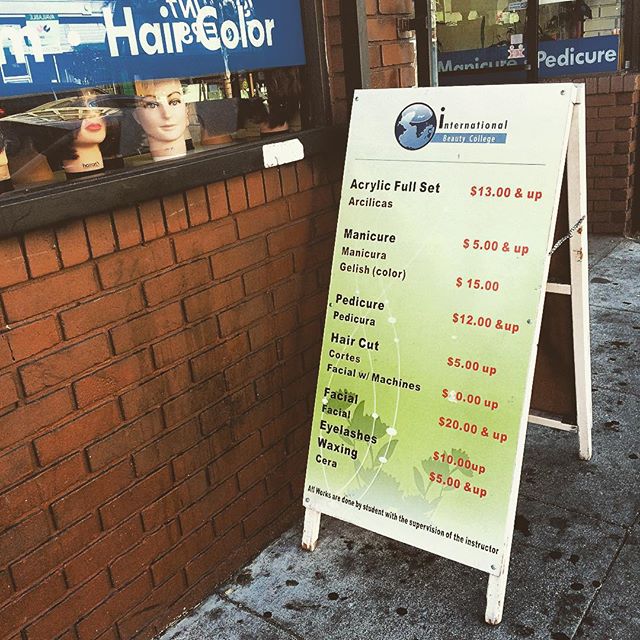 Hair Color
Manicure • Pedicure
international
Beauty College
Acrylic Full Set $13.00 & up
Arcilicas
Manicure $ 5.00 & up
Manicura
Gelish (color) $ 15.00
Pedicure $12.00 &up
Pedicura
Hair Cut $5.00 up
Cortes
Facial w/ Machines 0.00 up
Facial $20.00 & up
Facial
Eyelashes $10.00up
Waxing $5.00 &up
Cera
All Works are done by student with the supervision of the instructor